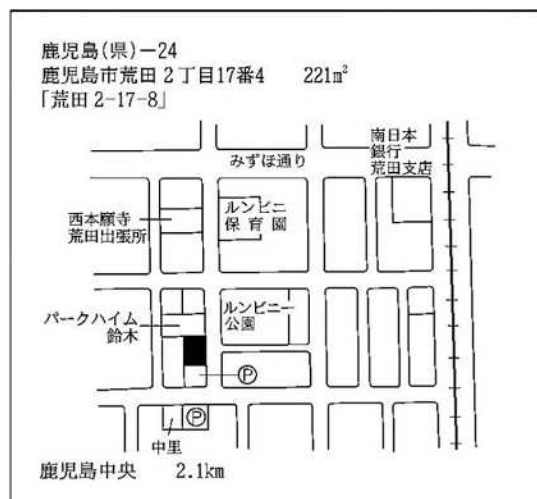 鹿児島(県)－24
鹿児島市荒田2丁目17番4 221m²
「荒田2-17-8」
みずほ通り
南日本
銀行
荒田支店
西本願寺
荒田出張所
ルンビニ
保育園
パークハイム
鈴木
ルンビニー
公園
Ⓟ
Ⓟ
中里
鹿児島中央 2.1km